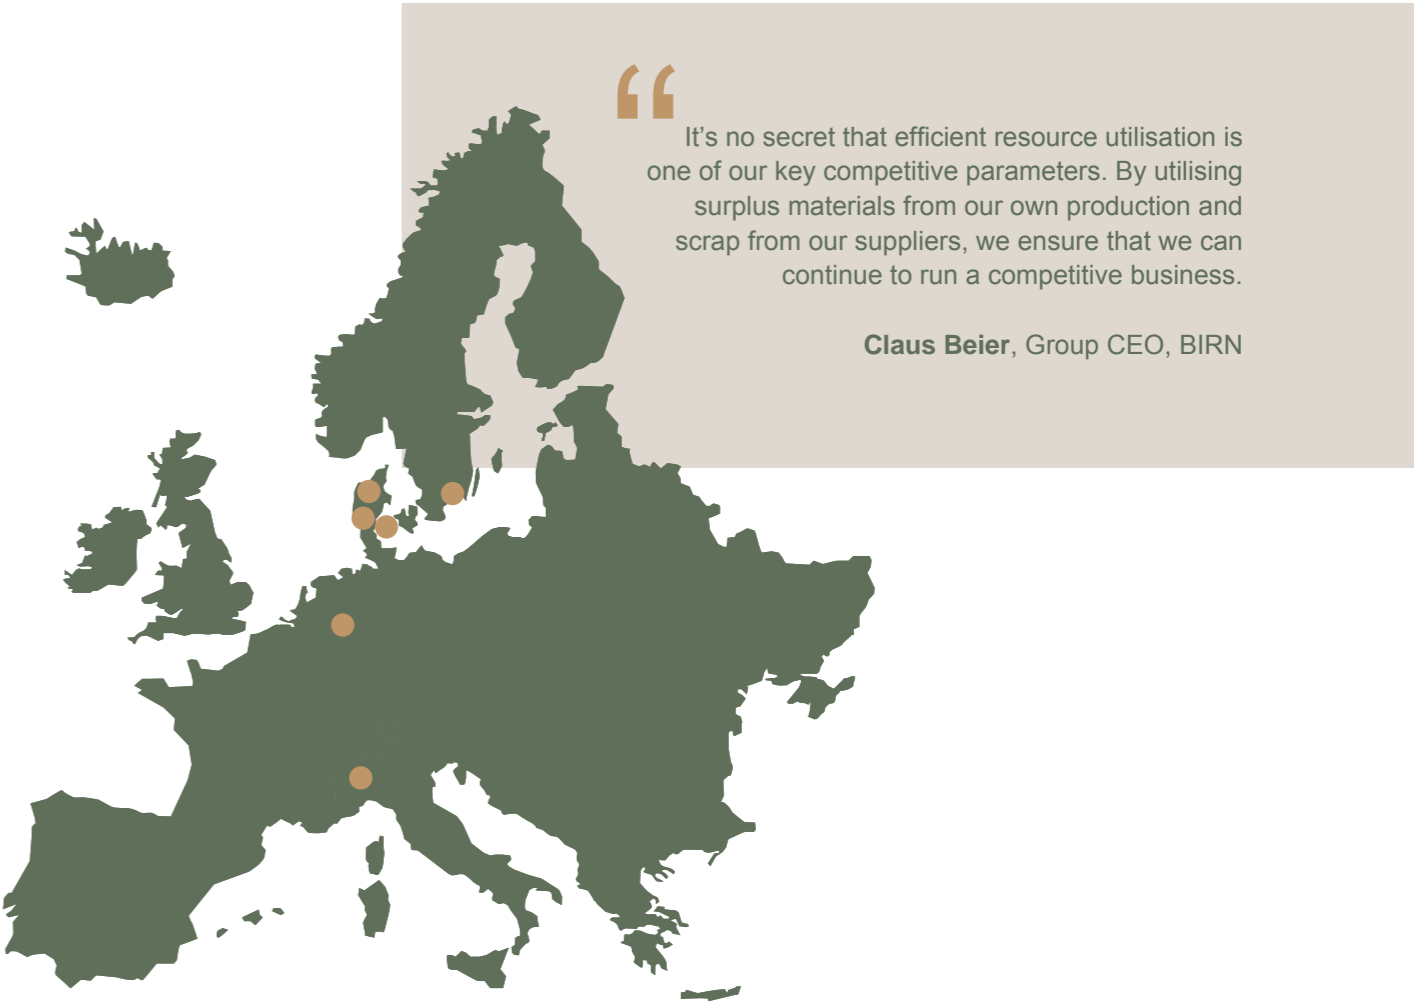 “
It’s no secret that efficient resource utilisation is
one of our key competitive parameters. By utilising
surplus materials from our own production and
scrap from our suppliers, we ensure that we can
continue to run a competitive business.
Claus Beier, Group CEO, BIRN